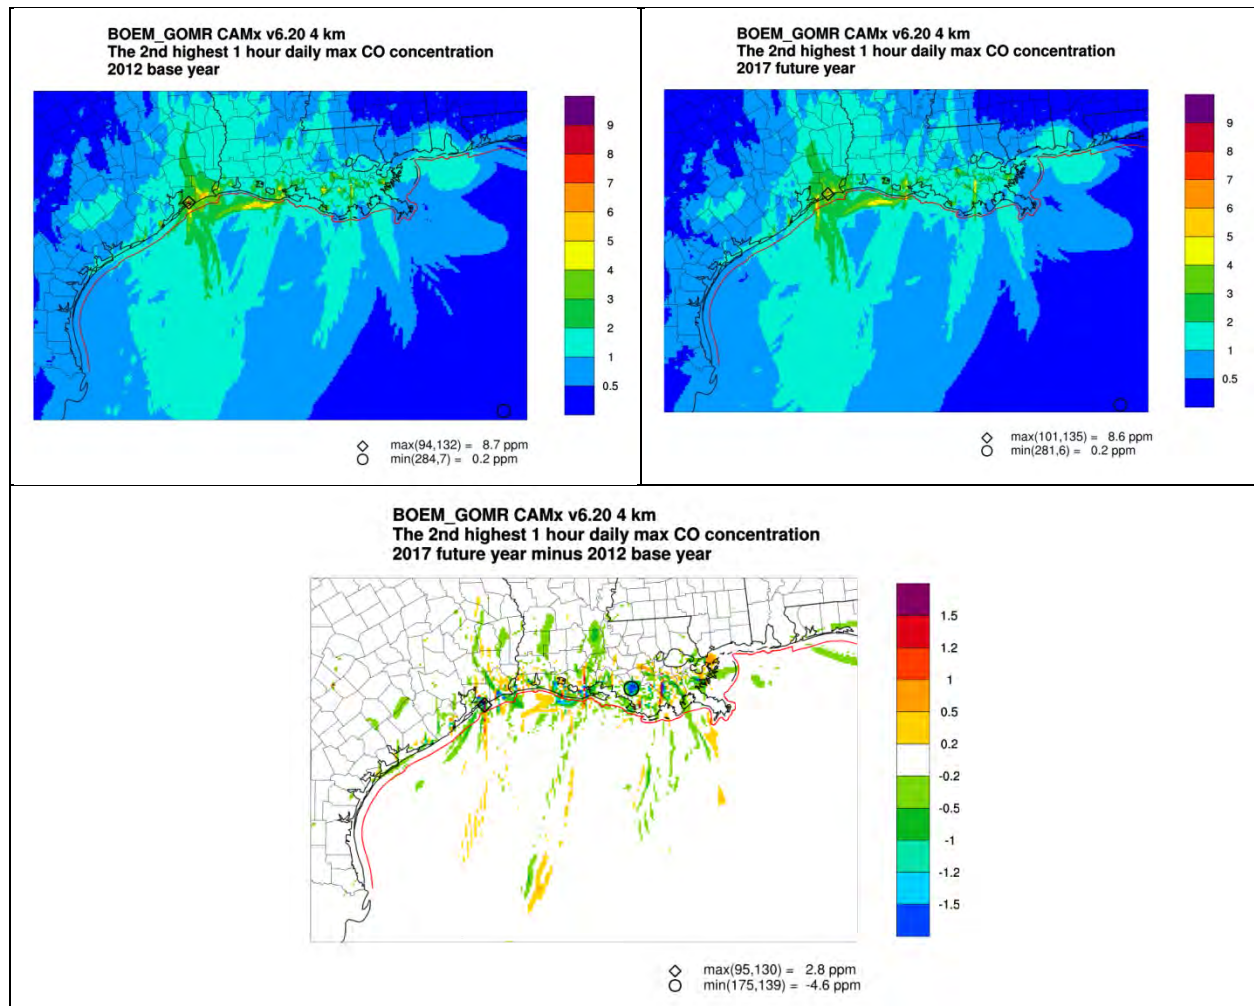 BOEM_GOMR CAMx v6.20 4 km
The 2nd highest 1 hour daily max CO concentration
2012 base year
9
8
7
6
5
4
3
2
1
0.5
max(94,132) = 8.7 ppm
min(284,7) = 0.2 ppm
BOEM_GOMR CAMx v6.20 4 km
The 2nd highest 1 hour daily max CO concentration
2017 future year
9
8
7
6
5
4
3
2
1
0.5
max(101,135) = 8.6 ppm
min(281,6) = 0.2 ppm
BOEM_GOMR CAMx v6.20 4 km
The 2nd highest 1 hour daily max CO concentration
2017 future year minus 2012 base year
1.5
1.2
1
0.5
0.2
-0.2
-0.5
-1
-1.2
-1.5
max(95,130) = 2.8 ppm
min(175,139) = -4.6 ppm